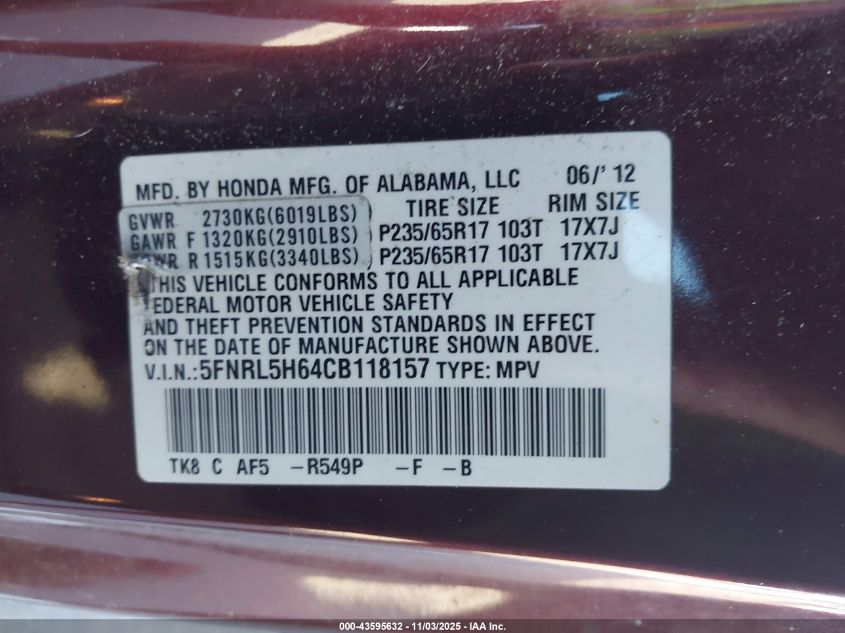 MFD. BY HONDA MFG. OF ALABAMA, LLC 06/' 12
GVWR 2730KG(6019LBS) TIRE SIZE RIM SIZE
GAWR F 1320KG(2910LBS) P235/65R17 103T 17X7J
R 1515KG(3340LBS) P235/65R17 103T 17X7J
THIS VEHICLE CONFORMS TO ALL APPLICABLE
FEDERAL MOTOR VEHICLE SAFETY
AND THEFT PREVENTION STANDARDS IN EFFECT
ON THE DATE OF MANUFACTURE SHOWN ABOVE.
V.I.N.:5FNRL5H64CB118157 TYPE: MPV
TK8 C AF5 –R549P –F –B
000-43595632 - 11/03/2025 - IAA Inc.